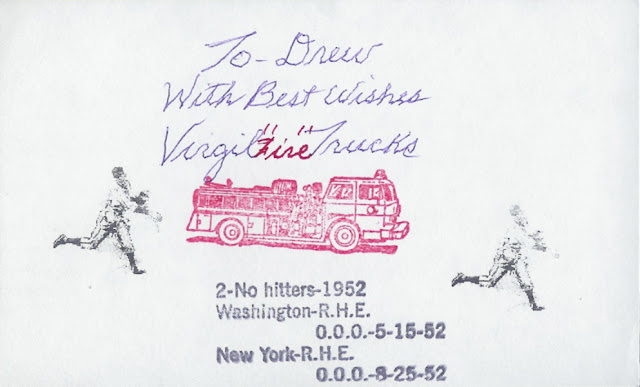 To - Drew
With Best Wishes
Virgil "Fire" Trucks
14
2-No hitters-1952
Washington-R.H.E.
0.0.0.-5-15-52
New York-R.H.E.
0.0.0.-8-25-52